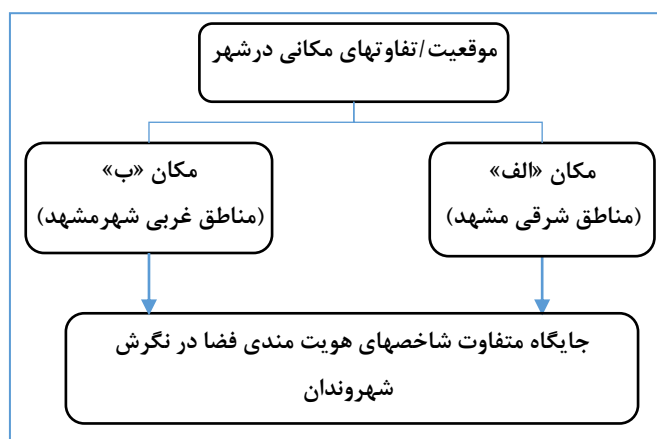 موقعیت/تفاوتهای مکانی درشهر
مکان «الف»
(مناطق شرقی مشهد)
مکان «ب»
(مناطق غربی شهرمشهد)
جایگاه متفاوت شاخصهای هویت مندی فضا در نگرش
شهروندان